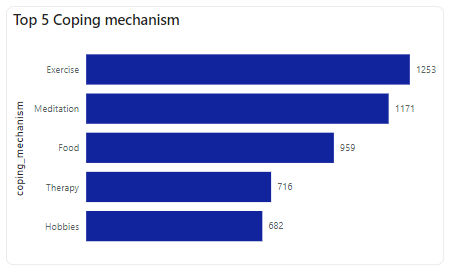 Top 5 Coping mechanism
coping_mechanism
Exercise 1253
Meditation 1171
Food 959
Therapy 716
Hobbies 682